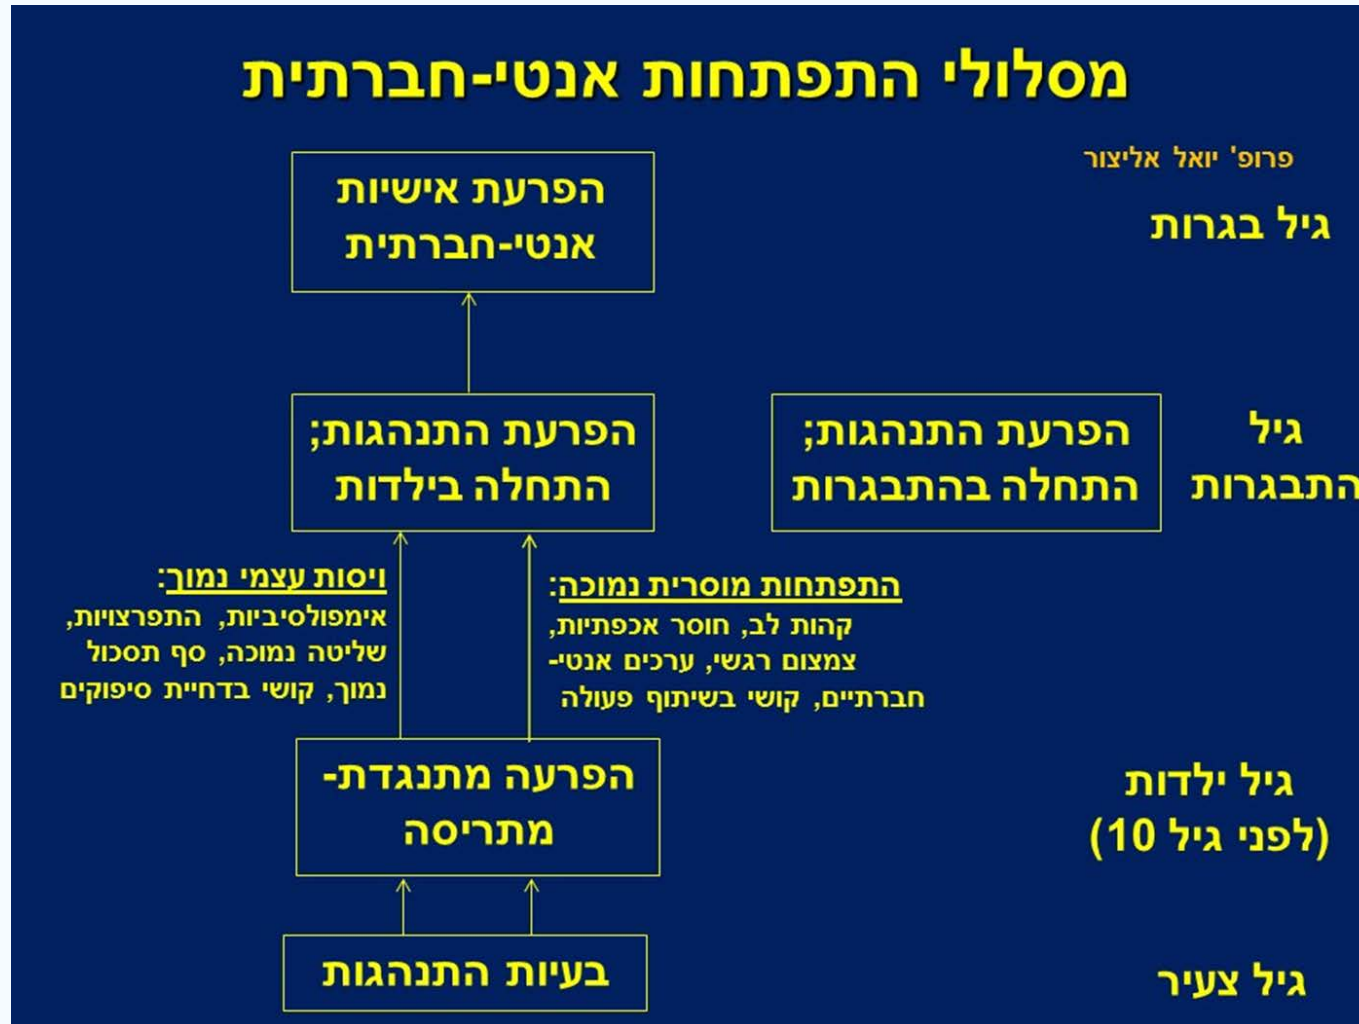 מסלולי התפתחות אנטי-חברתית
פרופ' יואל אליצור
גיל בגרות
הפרעת אישיות
אנטי-חברתית
גיל
התבגרות
הפרעת התנהגות;
התחלה בהתבגרות
הפרעת התנהגות;
התחלה בילדות
התפתחות מוסרית נמוכה:
קהות לב, חוסר אכפתיות,
צמצום רגשי, ערכים אנטי-
חברתיים, קושי בשיתוף פעולה
ויסות עצמי נמוך:
אימפולסיביות, התפרצויות,
שליטה נמוכה, סף תסכול
נמוך, קושי בדחיית סיפוקים
גיל ילדות
(לפני גיל 10)
הפרעה מתנגדת-
מתריסה
גיל צעיר
בעיות התנהגות